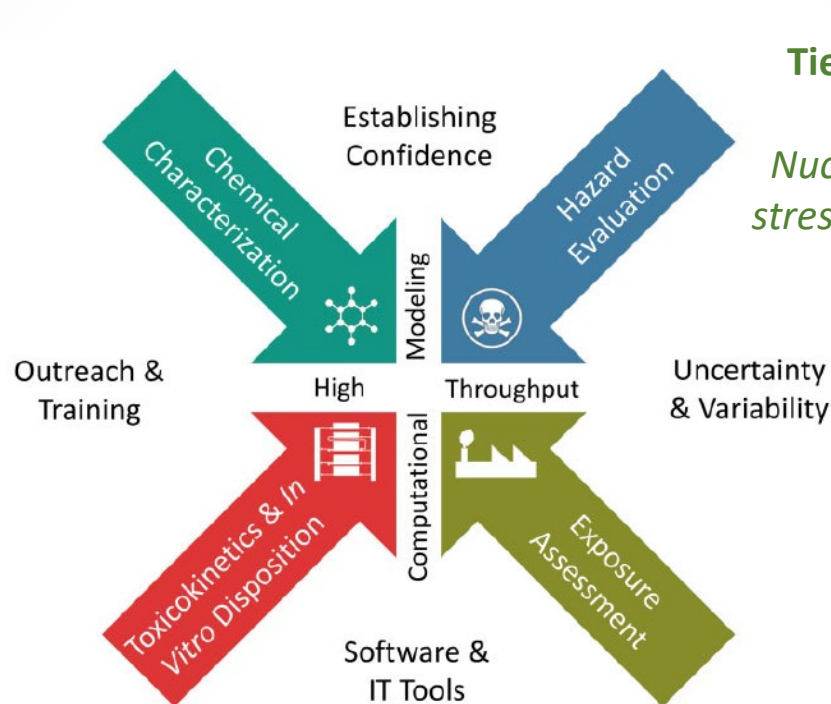 Establishing
Confidence
Chemical
Characterization
Hazard
Evaluation
Modeling
Outreach &
Training
High
Throughput
Uncertainty
& Variability
Computational
Toxicokinetics & In
Vitro Disposition
Exposure
Assessment
Software &
IT Tools